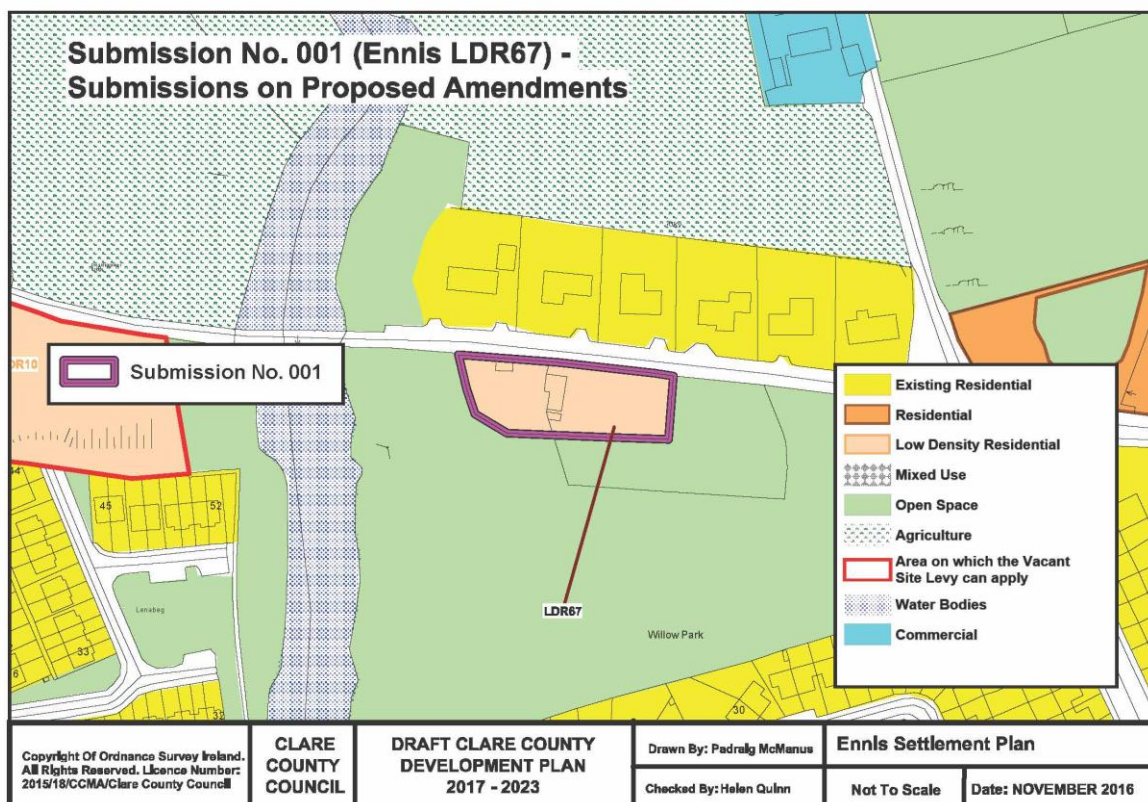 Submission No. 001 (Ennis LDR67) -
Submissions on Proposed Amendments
DR10
Submission No. 001
45
52
Lenabeg
33
6
32
LDR67
Willow Park
30
Existing Residential
Residential
Low Density Residential
Mixed Use
Open Space
Agriculture
Area on which the Vacant
Site Levy can apply
Water Bodies
Commercial
Copyright Of Ordnance Survey Ireland.
All Rights Reserved. Licence Number:
2015/18/CCMA/Clare County Council
CLARE
COUNTY
COUNCIL
DRAFT CLARE COUNTY
DEVELOPMENT PLAN
2017 - 2023
Drawn By: Padraig McManus
Checked By: Helen Quinn
Ennis Settlement Plan
Not To Scale
Date: NOVEMBER 2016